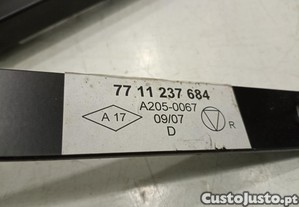 77 11 237 684
A205-0067
A 17
09/07
D
R
CustoJusto.pt